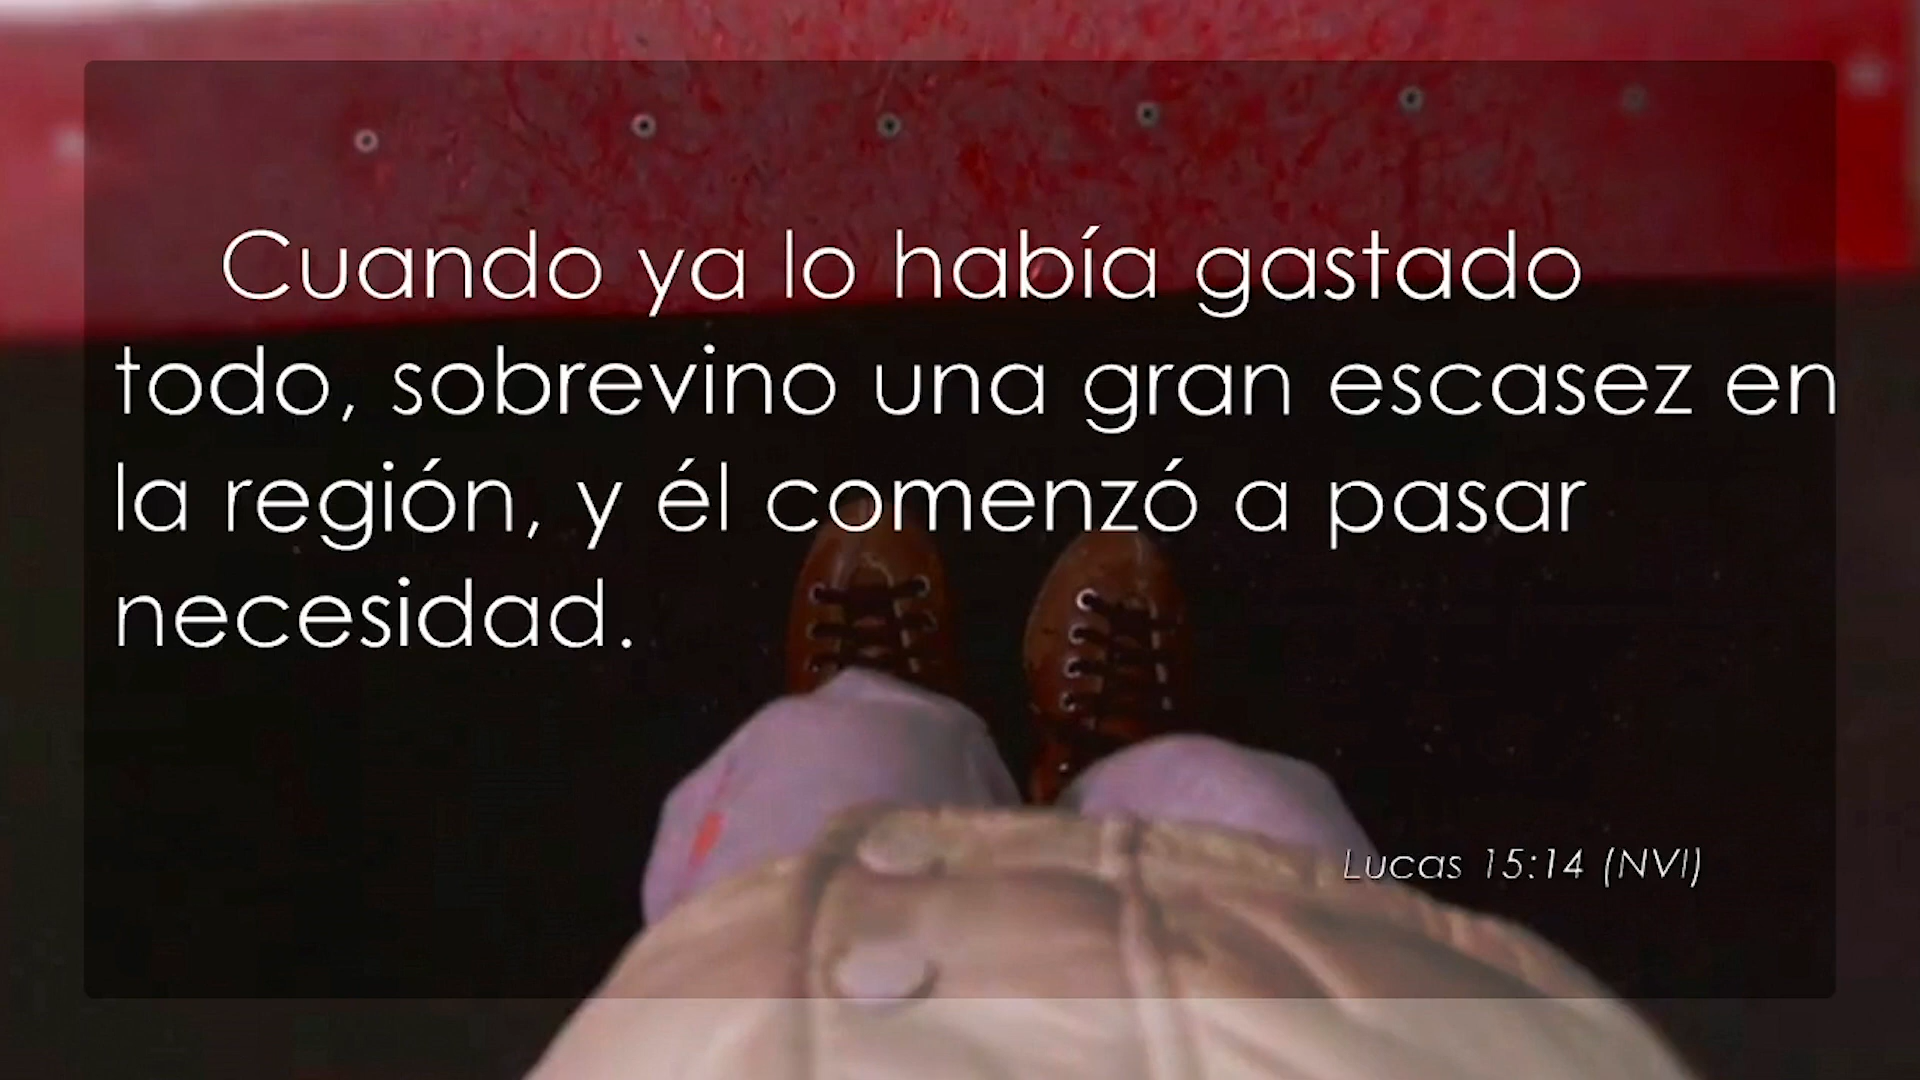 Cuando ya lo había gastado
todo, sobrevino una gran escasez en
la región, y él comenzó a pasar
necesidad.
Lucas 15:14 (NVI)